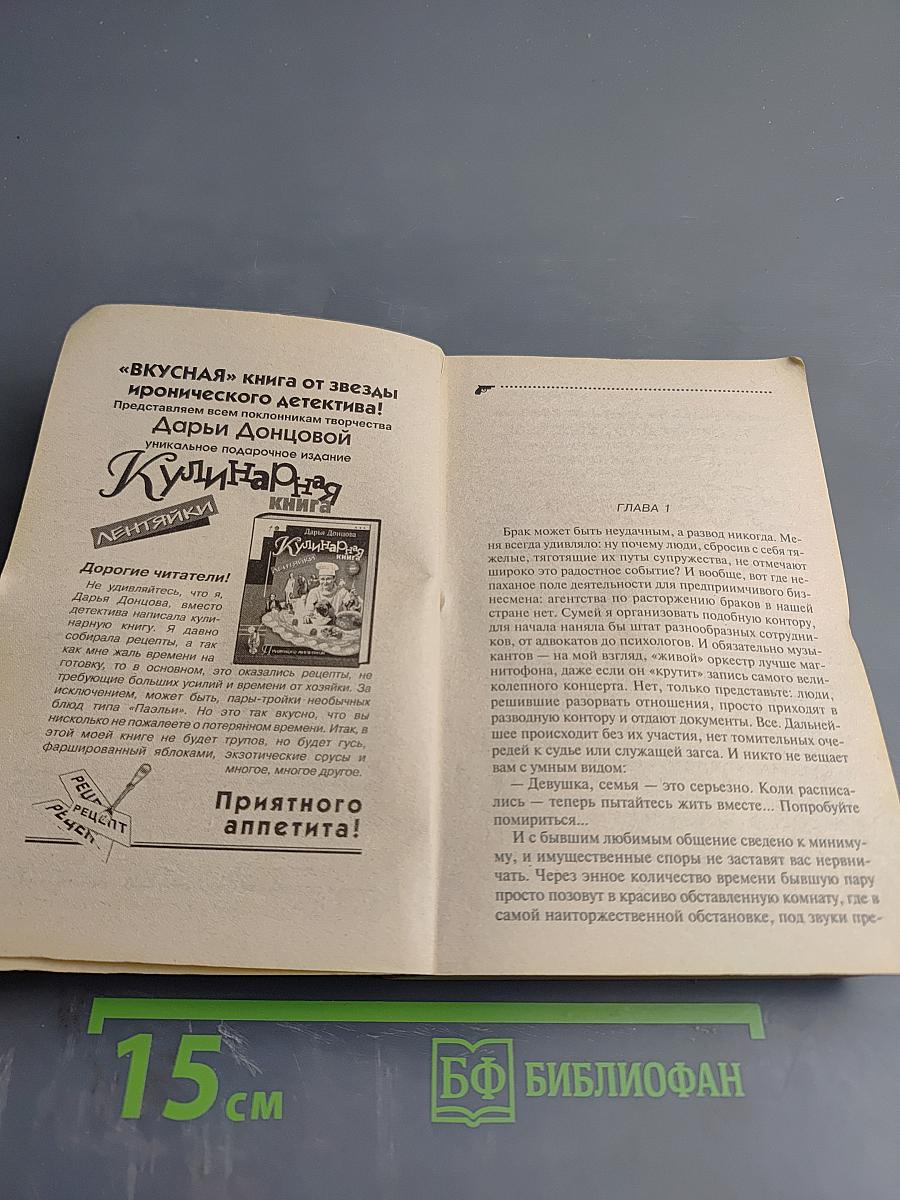 «ВКУСНАЯ» книга от звезды
иронического детектива!
Представляем всем поклонникам творчества
Дарьи Донцовой
уникальное подарочное издание
Кулинарная
книга
ЛЕНТЯЙКИ
Дарья Донцова
Кулинарная
книга
ЛЕНТЯЙКИ
Дорогие читатели!
Не удивляйтесь, что я,
Дарья Донцова, вместо
детектива написала кули-
нарную книгу. Я давно
собирала рецепты, а так
как мне жаль времени на
готовку, то в основном, это оказались рецепты, не
требующие больших усилий и времени от хозяйки. За
исключением, может быть, пары-тройки необычных
блюд типа «Паэльи». Но это так вкусно, что вы
нисколько не пожалеете о потерянном времени. Итак, в
этой моей книге не будет трупов, но будет гусь,
фаршированный яблоками, экзотические соусы и
многое, многое другое.
РЕЦЕПТ
РЕЦЕПТ
Приятного
аппетита!
ГЛАВА 1
Брак может быть неудачным, а развод никогда. Ме-
ня всегда удивляло: ну почему люди, сбросив с себя тя-
желые, тяготящие их путы супружества, не отмечают
широко это радостное событие? И вообще, вот где не-
паханое поле деятельности для предприимчивого биз-
несмена: агентства по расторжению браков в нашей
стране нет. Сумей я организовать подобную контору,
для начала наняла бы штат разнообразных сотрудни-
ков, от адвокатов до психологов. И обязательно музы-
кантов — на мой взгляд, «живой» оркестр лучше маг-
нитофона, даже если он «крутит» запись самого вели-
колепного концерта. Нет, только представьте: люди,
решившие разорвать отношения, просто приходят в
разводную контору и отдают документы. Все. Дальней-
шее происходит без их участия, нет томительных оче-
редей к судье или служащей загса. И никто не вещает
вам с умным видом:
— Девушка, семья — это серьезно. Коли расписа-
лись — теперь пытайтесь жить вместе... Попробуйте
помириться...
И с бывшим любимым общение сведено к миниму-
му, и имущественные споры не заставят вас нервни-
чать. Через энное количество времени бывшую пару
просто позовут в красиво обставленную комнату, где в
самой наиторжественной обстановке, под звуки пре-
15 см
БФ БИБЛИОФАН